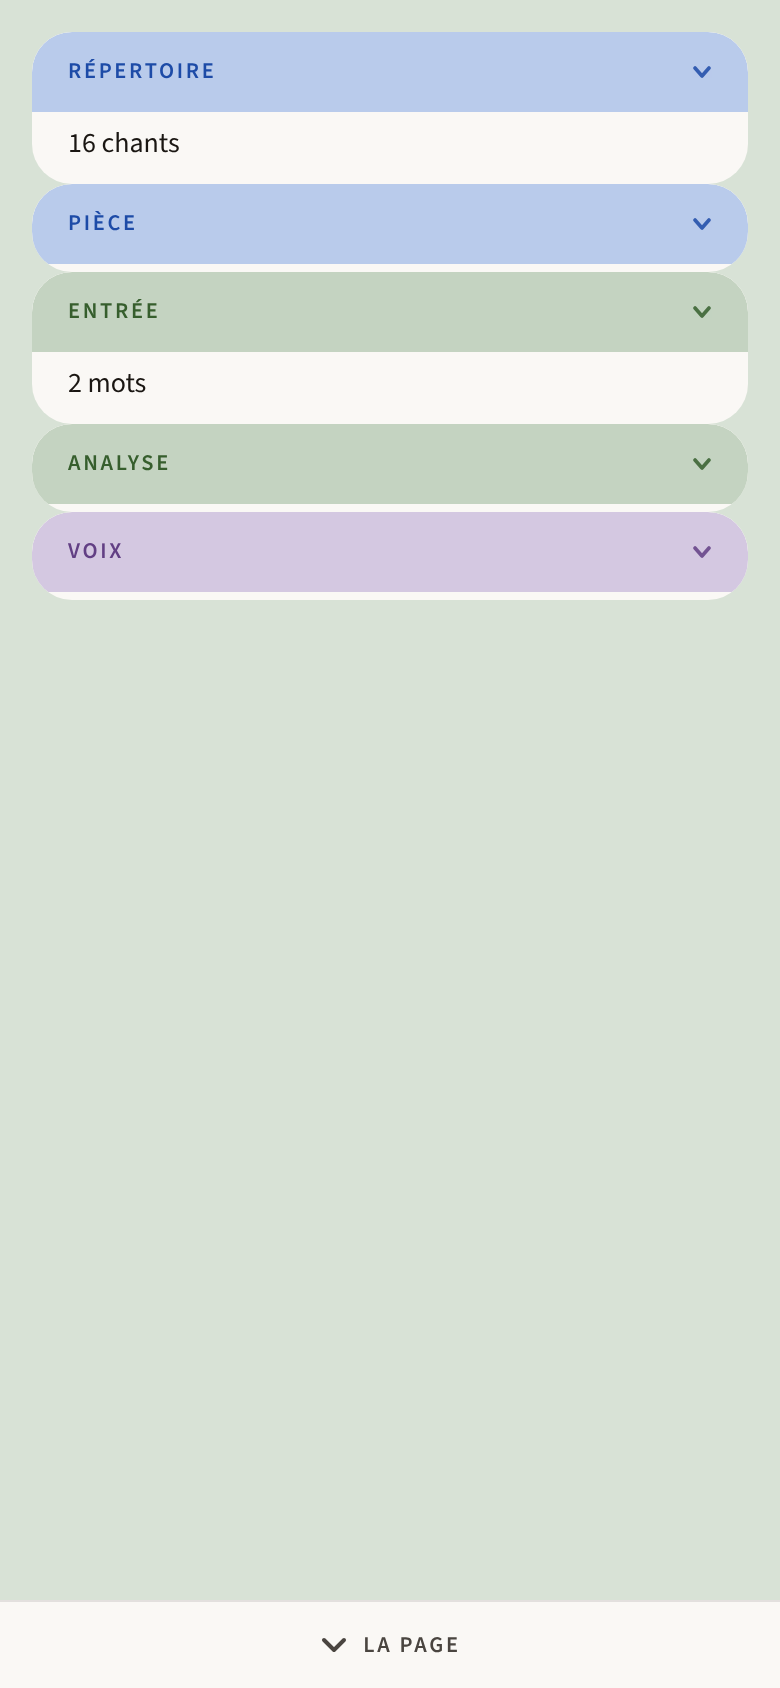 RÉPERTOIRE
16 chants
PIÈCE
ENTRÉE
2 mots
ANALYSE
VOIX
LA PAGE